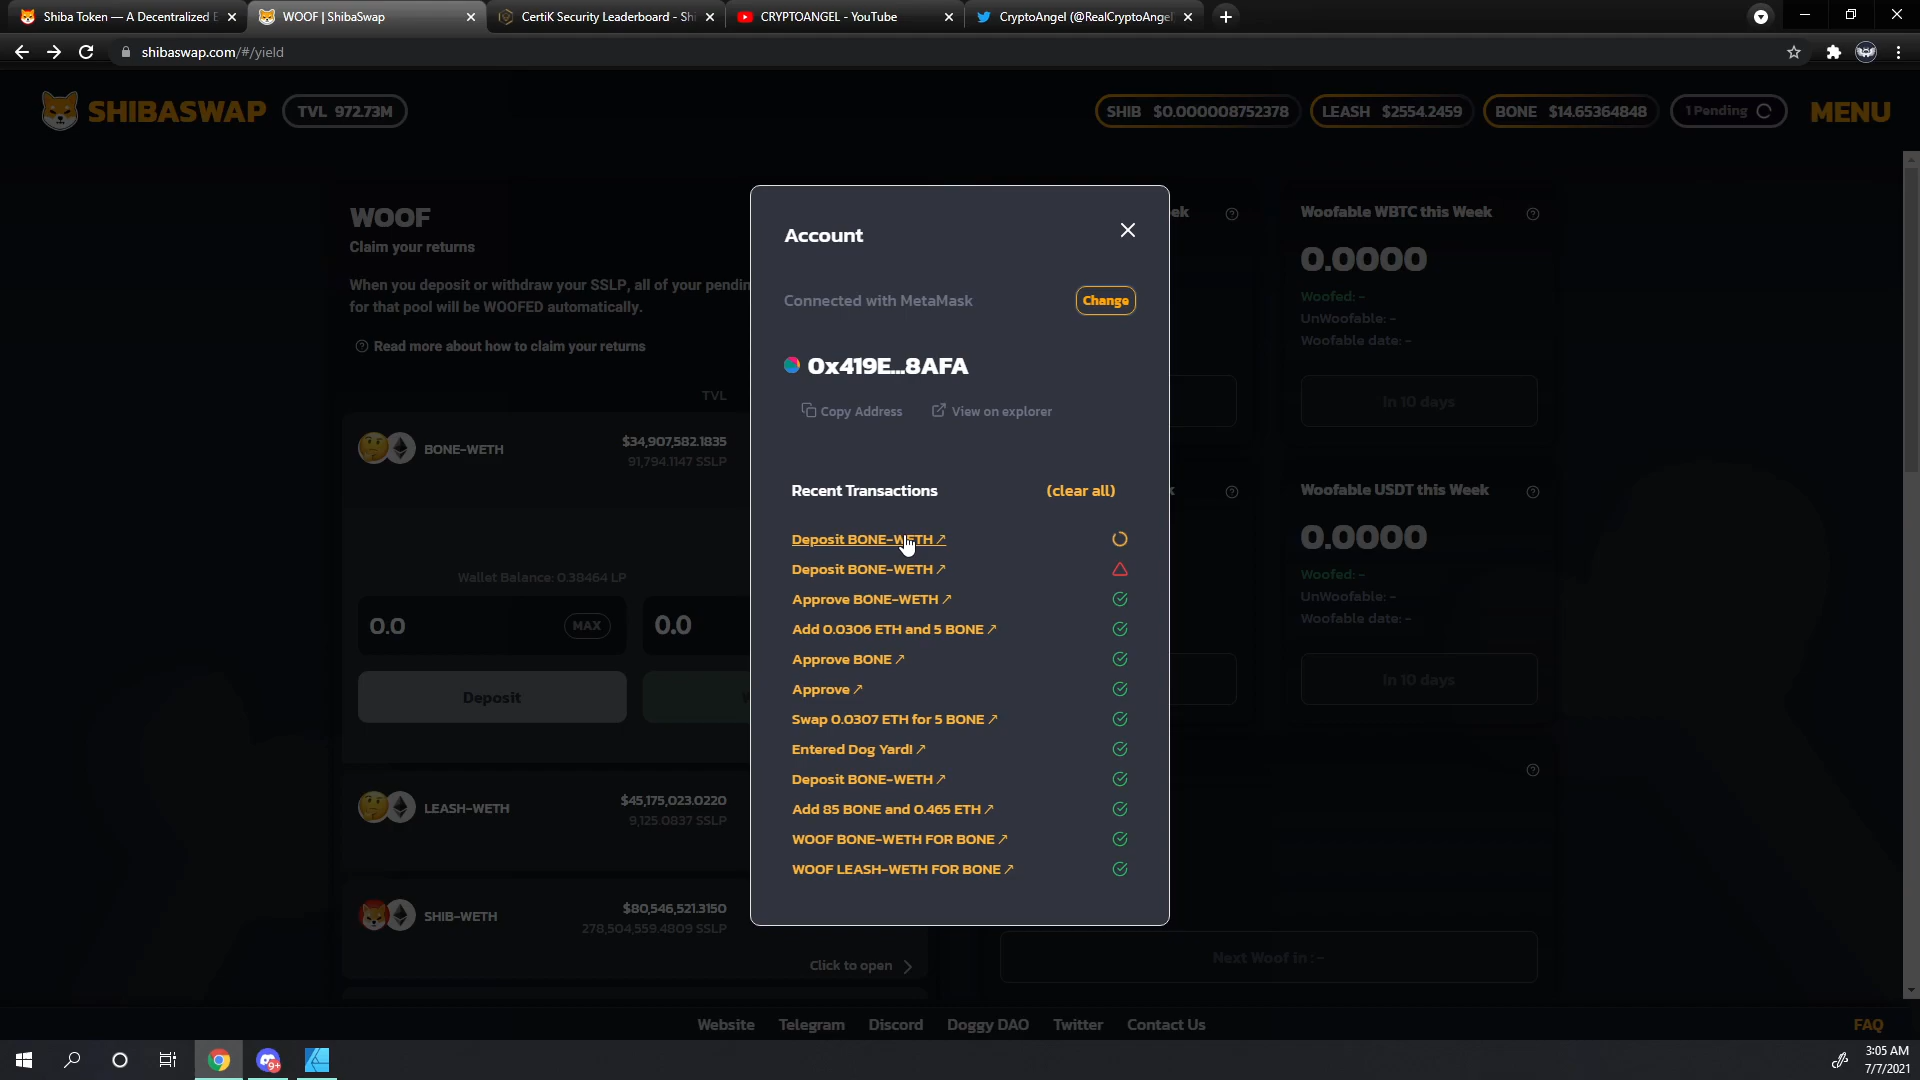 Shiba Token — A Decentralized E
WOOF | ShibaSwap
CertiK Security Leaderboard - Shi
CRYPTOANGEL - YouTube
CryptoAngel (@RealCryptoAngel
shibaswap.com/#/yield
SHIBASWAP
TVL 972.73M
SHIB $0.000008752378
LEASH $2554.2459
BONE $14.65364848
1 Pending
MENU
WOOF
Claim your returns
When you deposit or withdraw your SSLP, all of your pendin
for that pool will be WOOFED automatically.
Read more about how to claim your returns
TVL
BONE-WETH
$34,907,582.1835
91,794.1147 SSLP
Wallet Balance: 0.38464 LP
0.0
MAX
0.0
Deposit
LEASH-WETH
$45,175,023.0220
9,125.0837 SSLP
SHIB-WETH
$80,546,521.3150
278,504,559.4809 SSLP
Click to open
Account
Connected with MetaMask
Change
0x419E...8AFA
Copy Address
View on explorer
Recent Transactions
(clear all)
Deposit BONE-WETH ↗
Deposit BONE-WETH ↗
Approve BONE-WETH ↗
Add 0.0306 ETH and 5 BONE ↗
Approve BONE ↗
Approve ↗
Swap 0.0307 ETH for 5 BONE ↗
Entered Dog Yard! ↗
Deposit BONE-WETH ↗
Add 85 BONE and 0.465 ETH ↗
WOOF BONE-WETH FOR BONE ↗
WOOF LEASH-WETH FOR BONE ↗
ek
Woofable WBTC this Week
0.0000
Woofed: -
UnWoofable: -
Woofable date: -
In 10 days
k
Woofable USDT this Week
0.0000
Woofed: -
UnWoofable: -
Woofable date: -
In 10 days
Next Woof in : -
Website
Telegram
Discord
Doggy DAO
Twitter
Contact Us
FAQ
9+
3:05 AM
7/7/2021